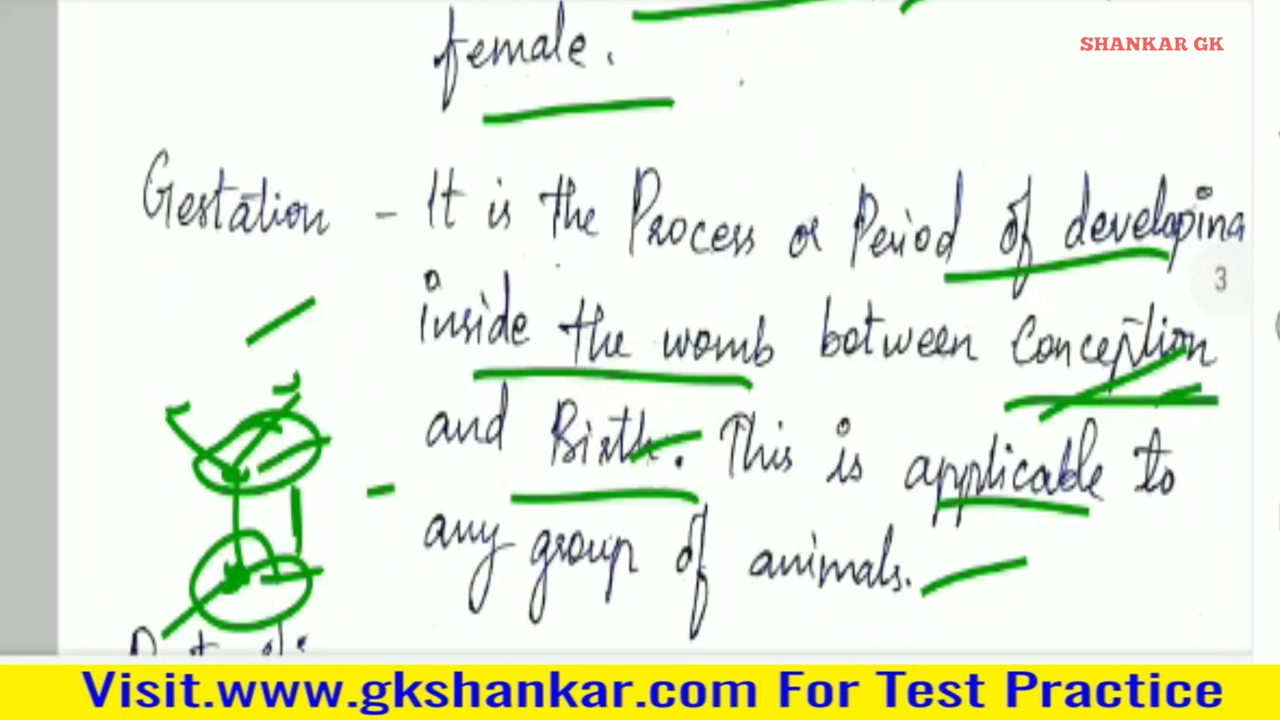 SHANKAR GK
female.
Gestation - It is the Process or Period of developing
3
inside the womb between Conception
and Birth. This is applicable to
any group of animals.
Visit.www.gkshankar.com For Test Practice